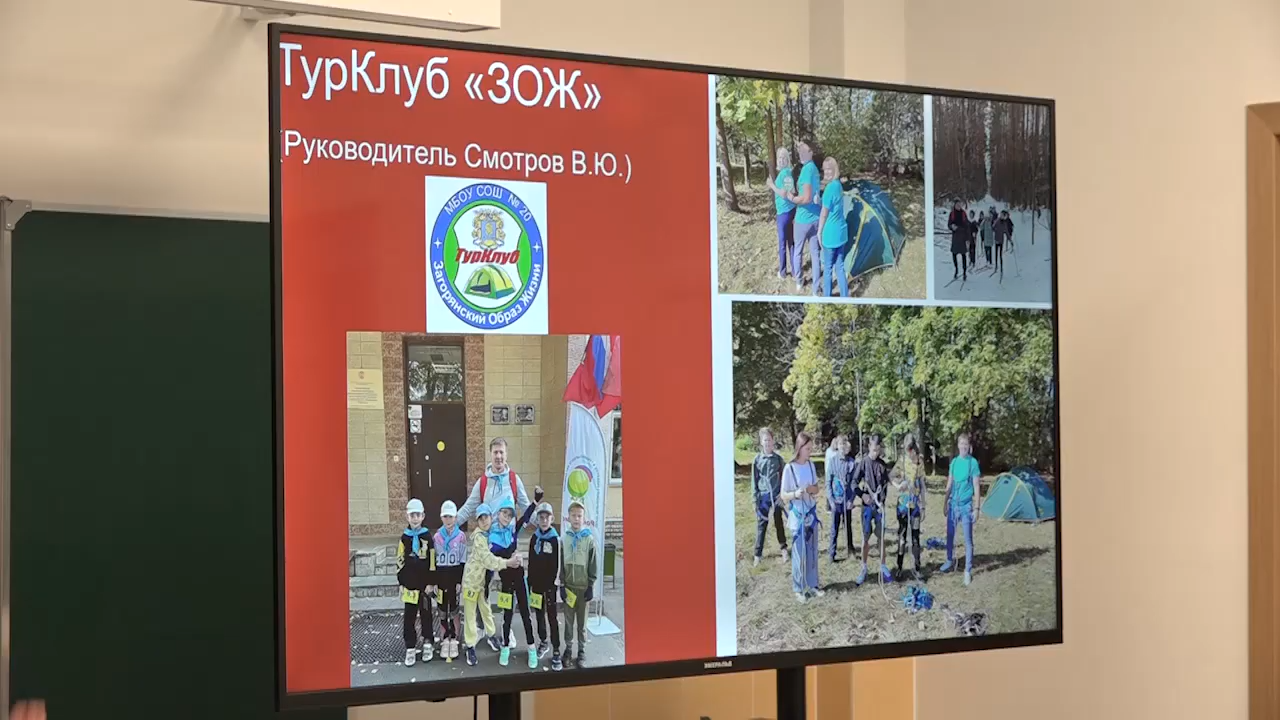 ТурКлуб «ЗОЖ»
(Руководитель Смотров В.Ю.)
МБОУ СОШ № 20
ТурКлуб
Загорянский Образ Жизни